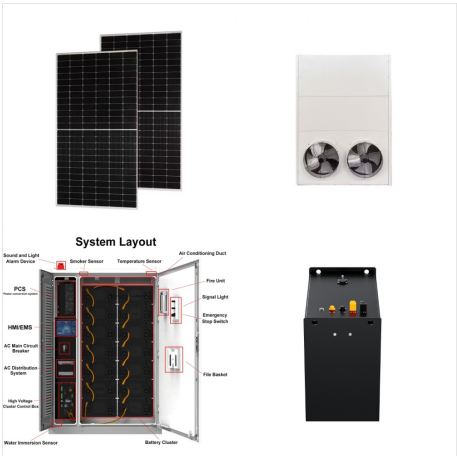 System Layout
Sound and Light
Alarm Device
Smoker Sensor
Temperature Sensor
Air Conditioning Duct
PCS
Fire Unit
Signal Light
HMI/EMS
Emergency
Stop Switch
AC Main Circuit
Breaker
AC Distribution
System
File Basket
High Voltage
Cluster Control Box
Water Immersion Sensor
Battery Cluster